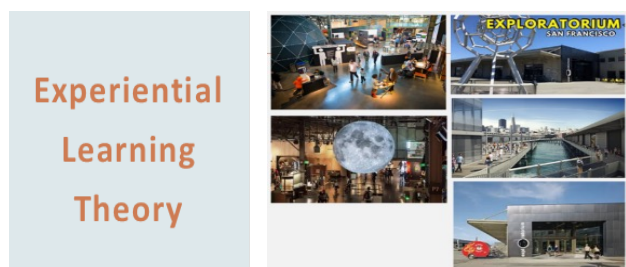 Experiential
Learning
Theory
EXPLORATORIUM
SAN FRANCISCO